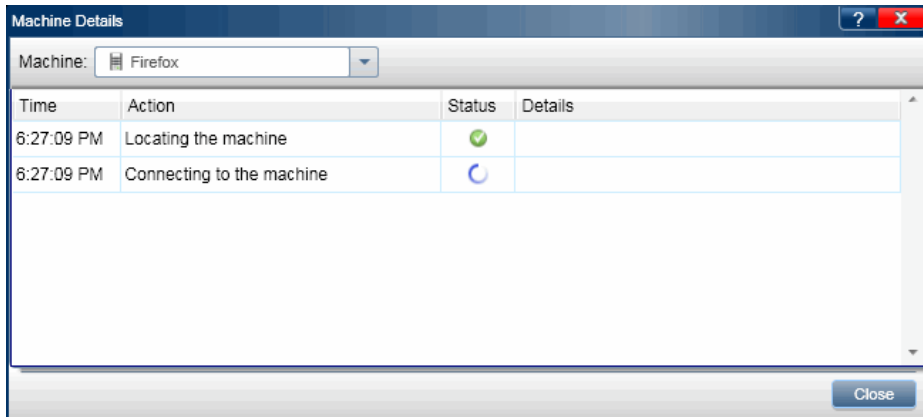 Machine Details ? X
Machine: Firefox
Time Action Status Details
6:27:09 PM Locating the machine
6:27:09 PM Connecting to the machine
Close